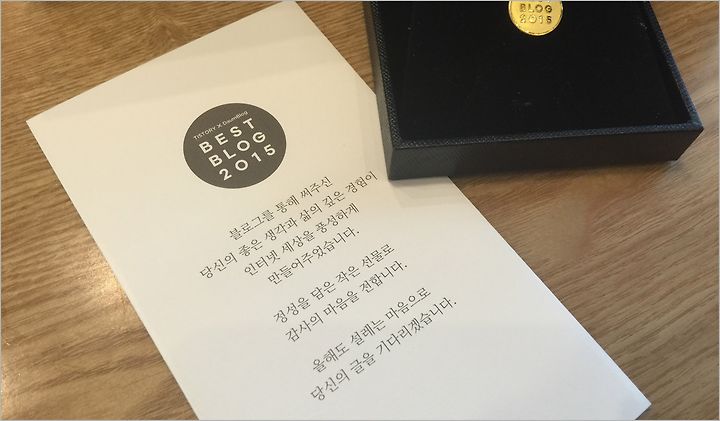 TISTORY X DaumBlog
BEST
BLOG
2015
블로그를 통해 써주신
당신의 좋은 생각과 삶의 깊은 경험이
인터넷 세상을 풍성하게
만들어주었습니다.
정성을 담은 작은 선물로
감사의 마음을 전합니다.
올해도 설레는 마음으로
당신의 글을 기다리겠습니다.
BLOG
2015